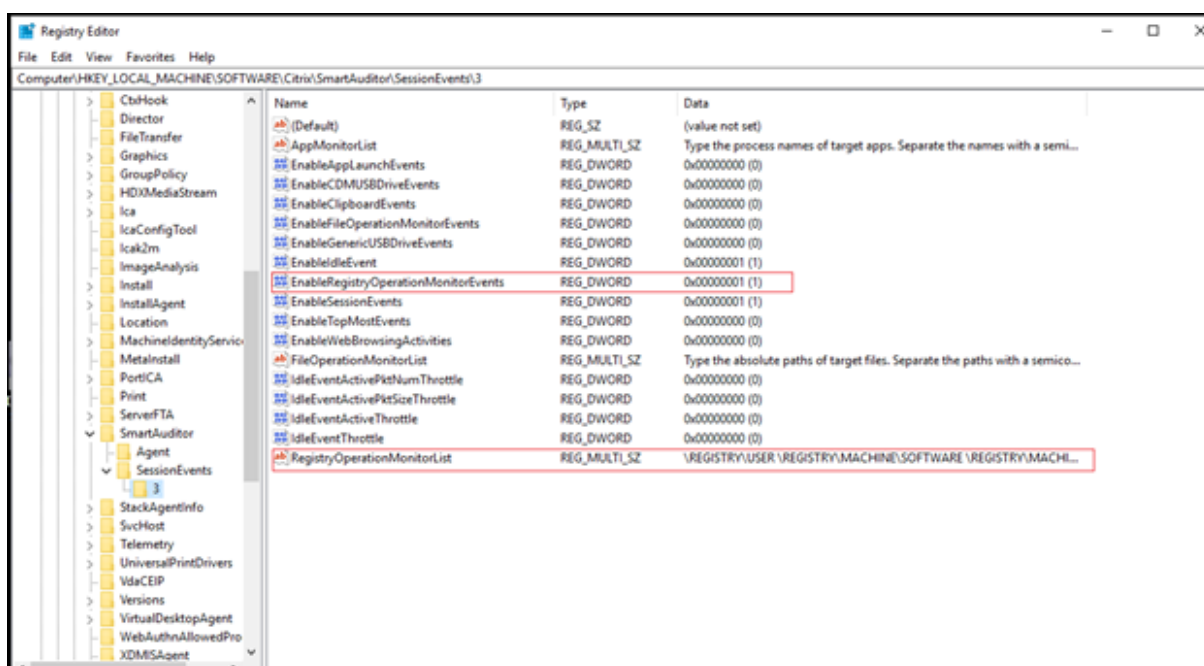 Registry Editor
File Edit View Favorites Help
Computer\HKEY_LOCAL_MACHINE\SOFTWARE\Citrix\SmartAuditor\SessionEvents\3
CtxHook
Director
FileTransfer
Graphics
GroupPolicy
HDXMediaStream
Ica
IcaConfigTool
Icak2m
ImageAnalysis
Install
InstallAgent
Location
MachineIdentityService
MetaInstall
PortICA
Print
ServerFTA
SmartAuditor
Agent
SessionEvents
3
StackAgentInfo
SvcHost
Telemetry
UniversalPrintDrivers
VdaCEIP
Versions
VirtualDesktopAgent
WebAuthnAllowedPro
XDMISAgent
Name Type Data
(Default) REG_SZ (value not set)
AppMonitorList REG_MULTI_SZ Type the process names of target apps. Separate the names with a semi...
EnableAppLaunchEvents REG_DWORD 0x00000000 (0)
EnableCDMUSBDriveEvents REG_DWORD 0x00000000 (0)
EnableClipboardEvents REG_DWORD 0x00000000 (0)
EnableFileOperationMonitorEvents REG_DWORD 0x00000000 (0)
EnableGenericUSBDriveEvents REG_DWORD 0x00000000 (0)
EnableIdleEvent REG_DWORD 0x00000001 (1)
EnableRegistryOperationMonitorEvents REG_DWORD 0x00000001 (1)
EnableSessionEvents REG_DWORD 0x00000001 (1)
EnableTopMostEvents REG_DWORD 0x00000000 (0)
EnableWebBrowsingActivities REG_DWORD 0x00000000 (0)
FileOperationMonitorList REG_MULTI_SZ Type the absolute paths of target files. Separate the paths with a semico...
IdleEventActivePktNumThrottle REG_DWORD 0x00000000 (0)
IdleEventActivePktSizeThrottle REG_DWORD 0x00000000 (0)
IdleEventActiveThrottle REG_DWORD 0x00000000 (0)
IdleEventThrottle REG_DWORD 0x00000000 (0)
RegistryOperationMonitorList REG_MULTI_SZ \REGISTRY\USER \REGISTRY\MACHINE\SOFTWARE \REGISTRY\MACHI...